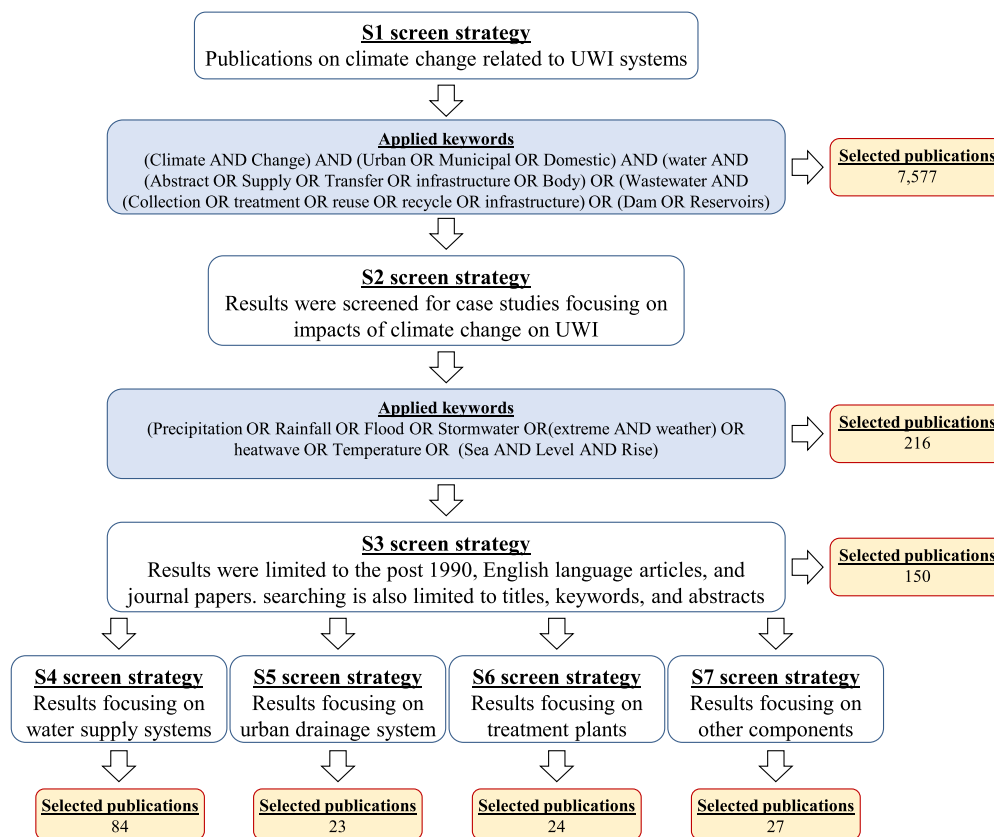 S1 screen strategy
Publications on climate change related to UWI systems
Applied keywords
(Climate AND Change) AND (Urban OR Municipal OR Domestic) AND (water AND
(Abstract OR Supply OR Transfer OR infrastructure OR Body) OR (Wastewater AND
(Collection OR treatment OR reuse OR recycle OR infrastructure) OR (Dam OR Reservoirs)
Selected publications
7,577
S2 screen strategy
Results were screened for case studies focusing on
impacts of climate change on UWI
Applied keywords
(Precipitation OR Rainfall OR Flood OR Stormwater OR(extreme AND weather) OR
heatwave OR Temperature OR (Sea AND Level AND Rise)
Selected publications
216
S3 screen strategy
Results were limited to the post 1990, English language articles, and
journal papers. searching is also limited to titles, keywords, and abstracts
Selected publications
150
S4 screen strategy
Results focusing on
water supply systems
S5 screen strategy
Results focusing on
urban drainage system
S6 screen strategy
Results focusing on
treatment plants
S7 screen strategy
Results focusing on
other components
Selected publications
84
Selected publications
23
Selected publications
24
Selected publications
27